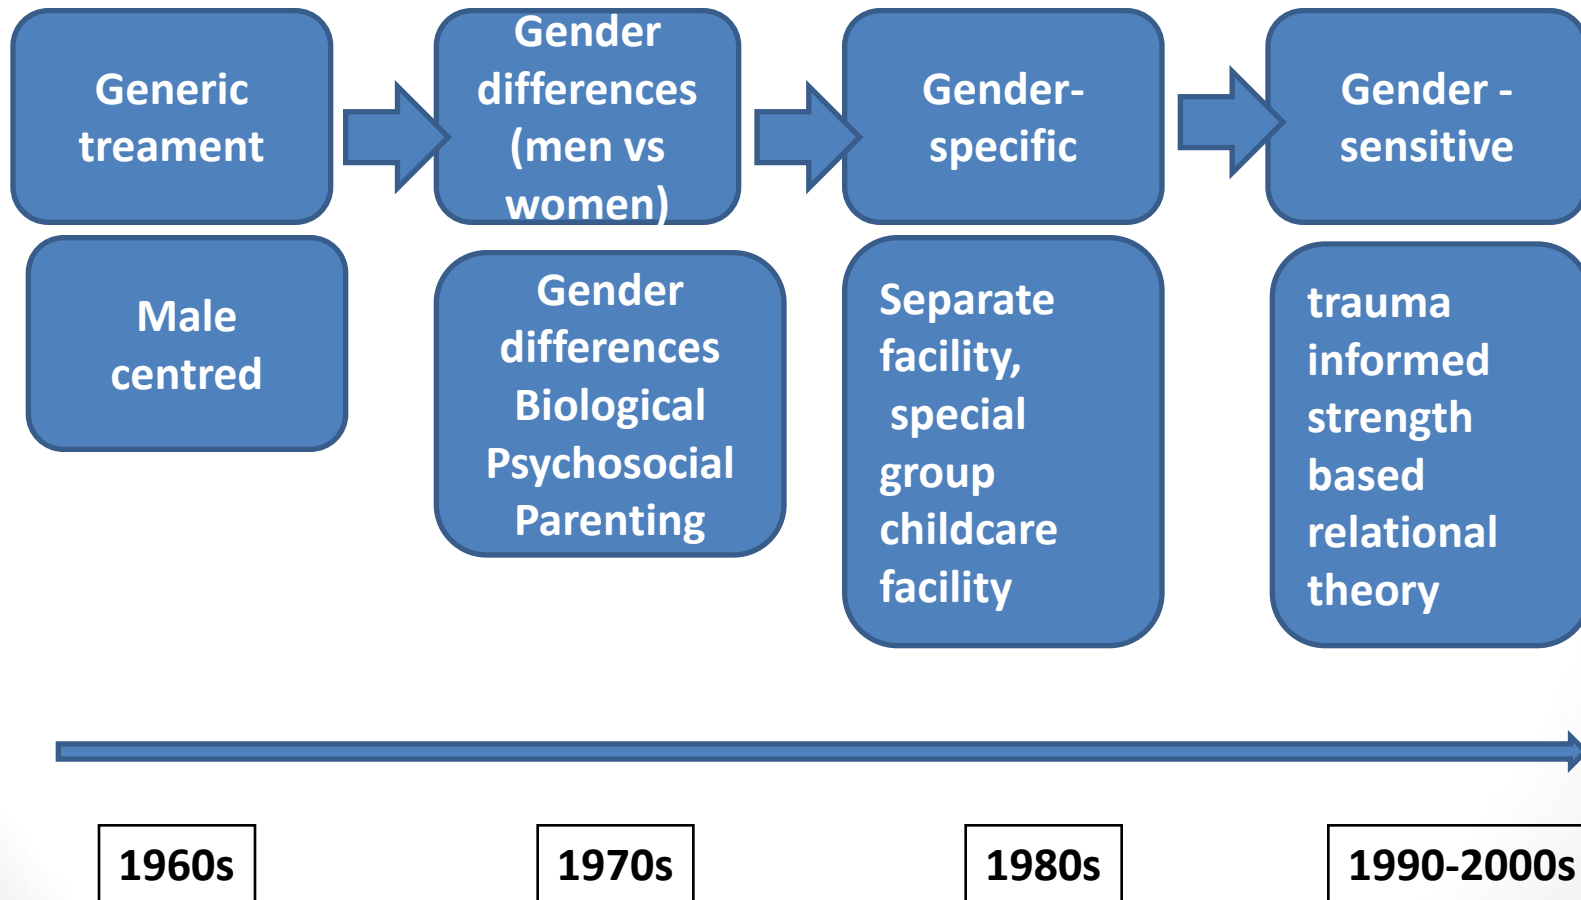 Generic
treament
Gender
differences
(men vs
women)
Gender-
specific
Gender -
sensitive
Male
centred
Gender
differences
Biological
Psychosocial
Parenting
Separate
facility,
special
group
childcare
facility
trauma
informed
strength
based
relational
theory
1960s
1970s
1980s
1990-2000s